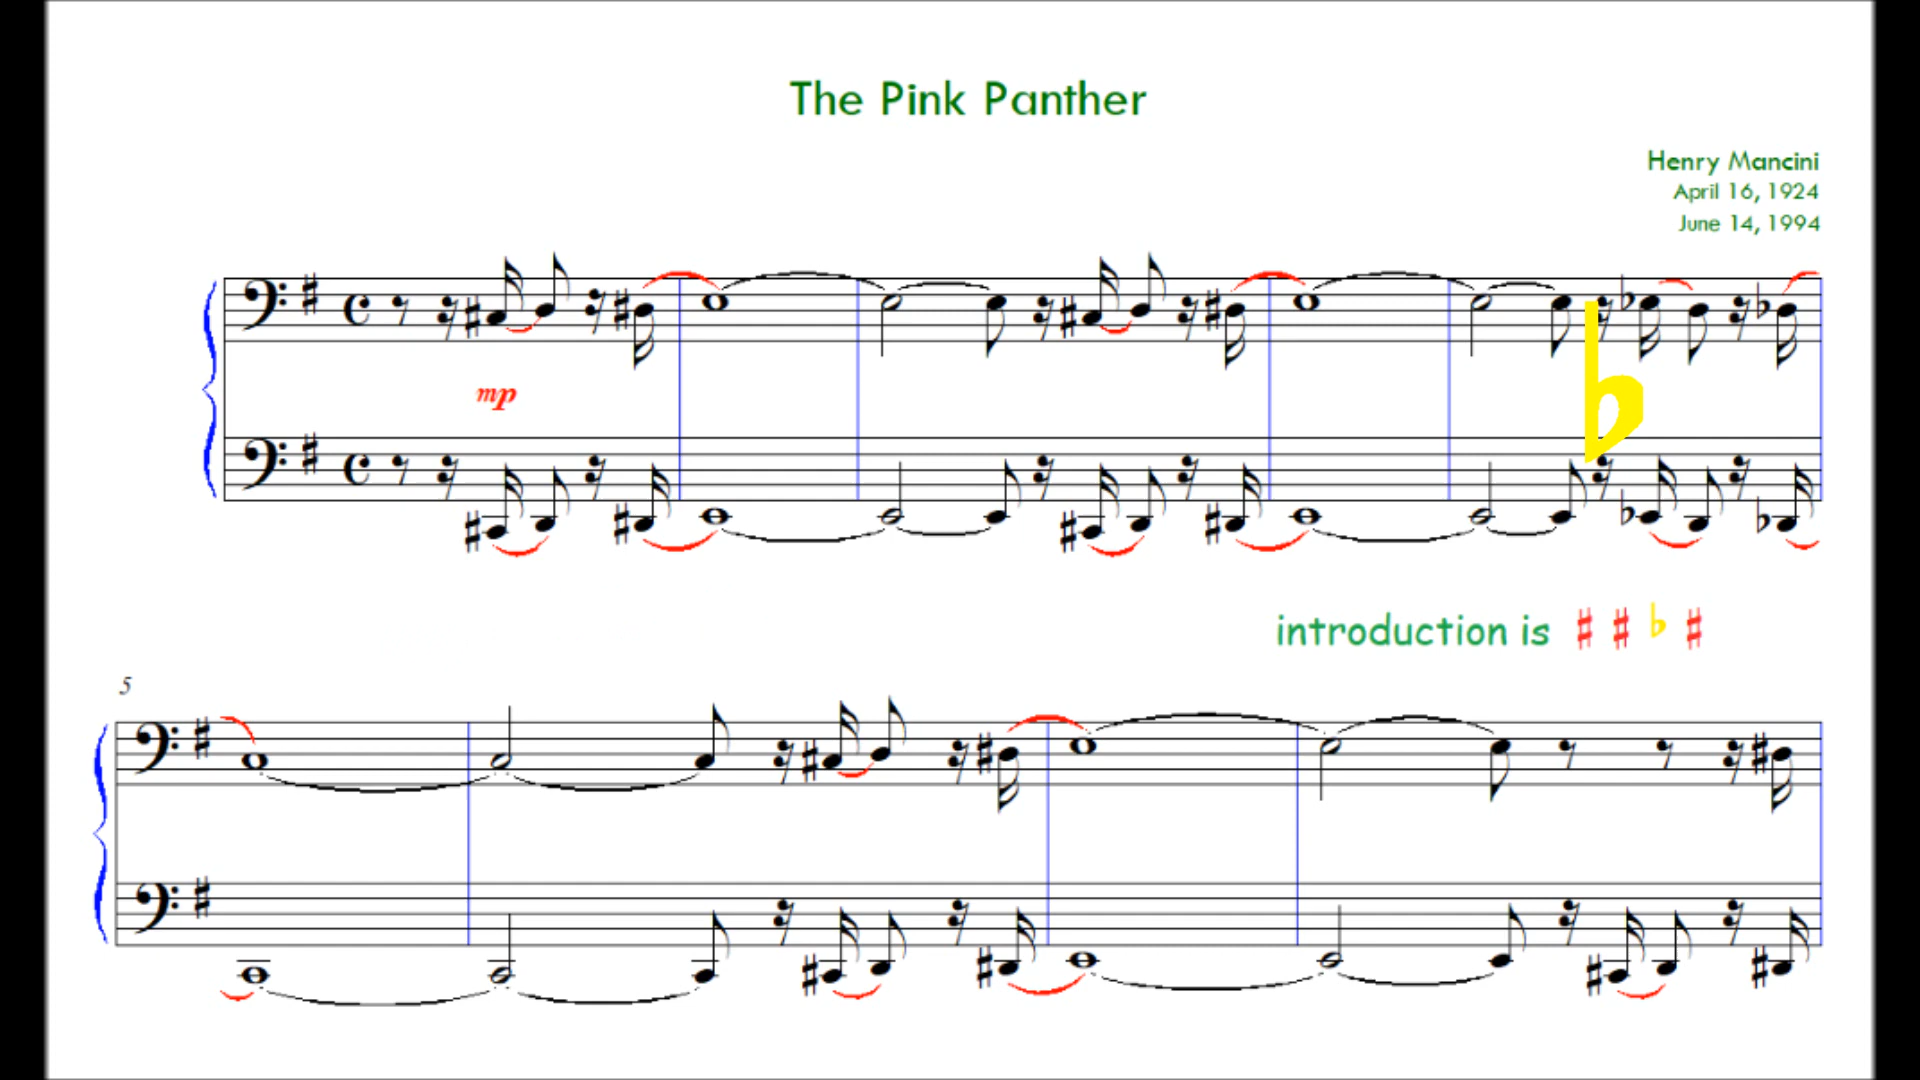 The Pink Panther
Henry Mancini
April 16, 1924
June 14, 1994
mp
introduction is ♯ ♯ ♭ ♯
5